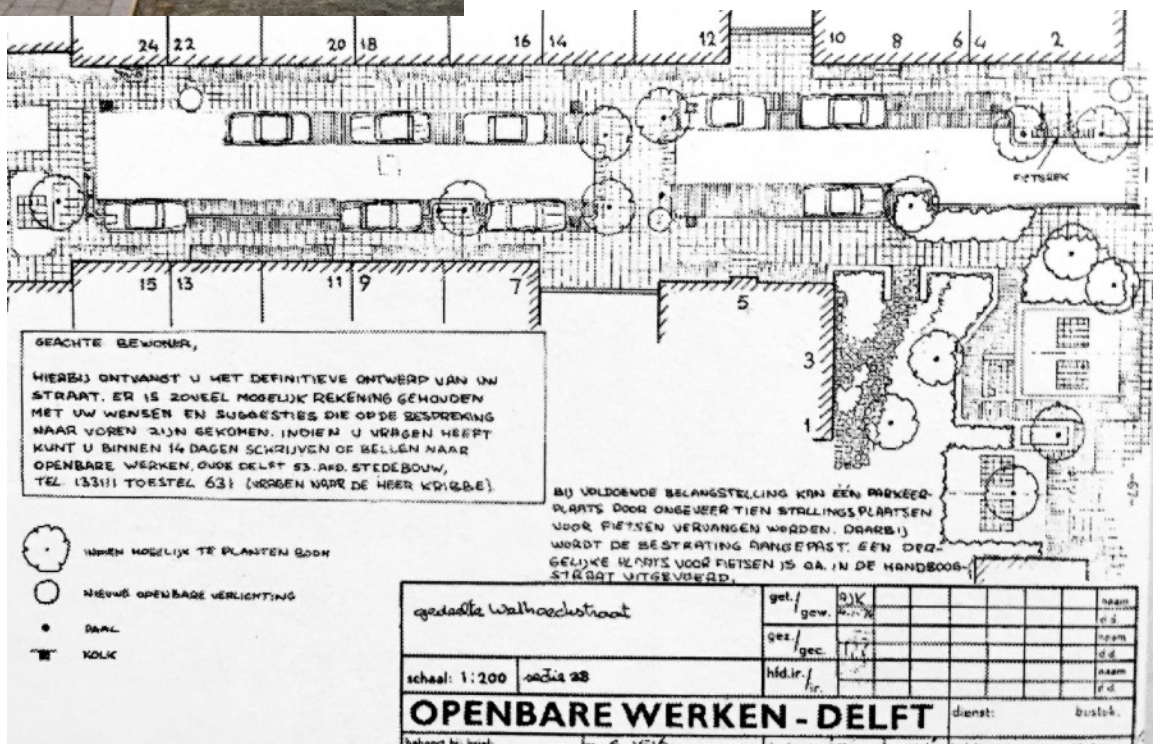 24 22 20 18 16 14 12 10 8 6 4 2
FIETSREK
15 13 11 9 7 5
3
1
GEACHTE BEWONER,
HIERBIJ ONTVANGT U HET DEFINITIEVE ONTWERP VAN UW
STRAAT. ER IS ZOVEEL MOGELIJK REKENING GEHOUDEN
MET UW WENSEN EN SUGGESTIES DIE OP DE BESPREKING
NAAR VOREN ZIJN GEKOMEN. INDIEN U VRAGEN HEEFT
KUNT U BINNEN 14 DAGEN SCHRIJVEN OF BELLEN NAAR
OPENBARE WERKEN, OUDE DELFT 53. AFD. STEDEBOUW,
TEL 133111 TOESTEL 631 (VRAGEN NAAR DE HEER KRIBBE).
BIJ VOLDOENDE BELANGSTELLING KAN ÉÉN PARKEER-
PLAATS DOOR ONGEVEER TIEN STALLINGSPLAATSEN
VOOR FIETSEN VERVANGEN WORDEN. DAARBIJ
WORDT DE BESTRATING AANGEPAST. EEN DER-
GELIJKE PLAATS VOOR FIETSEN IS O.A. IN DE HANDBOOG-
STRAAT UITGEVOERD.
INDIEN MOGELIJK TE PLANTEN BOOM
NIEUWE OPENBARE VERLICHTING
PAAL
KOLK
gedeelte Walhoeckstraat
get./gew.
naam
d.d.
gez./gec.
naam
d.d.
schaal: 1:200 sectie 28
hfd.ir./ir.
naam
d.d.
OPENBARE WERKEN - DELFT
dienst: bustek.
behoort bij brief: